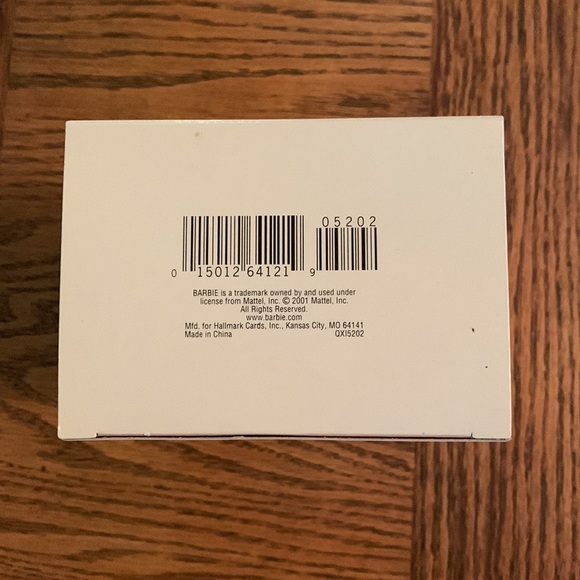 05202
0 15012 64121 9
BARBIE is a trademark owned by and used under
license from Mattel, Inc. © 2001 Mattel, Inc.
All Rights Reserved.
www.barbie.com
Mfd. for Hallmark Cards, Inc., Kansas City, MO 64141
Made in China QXI5202